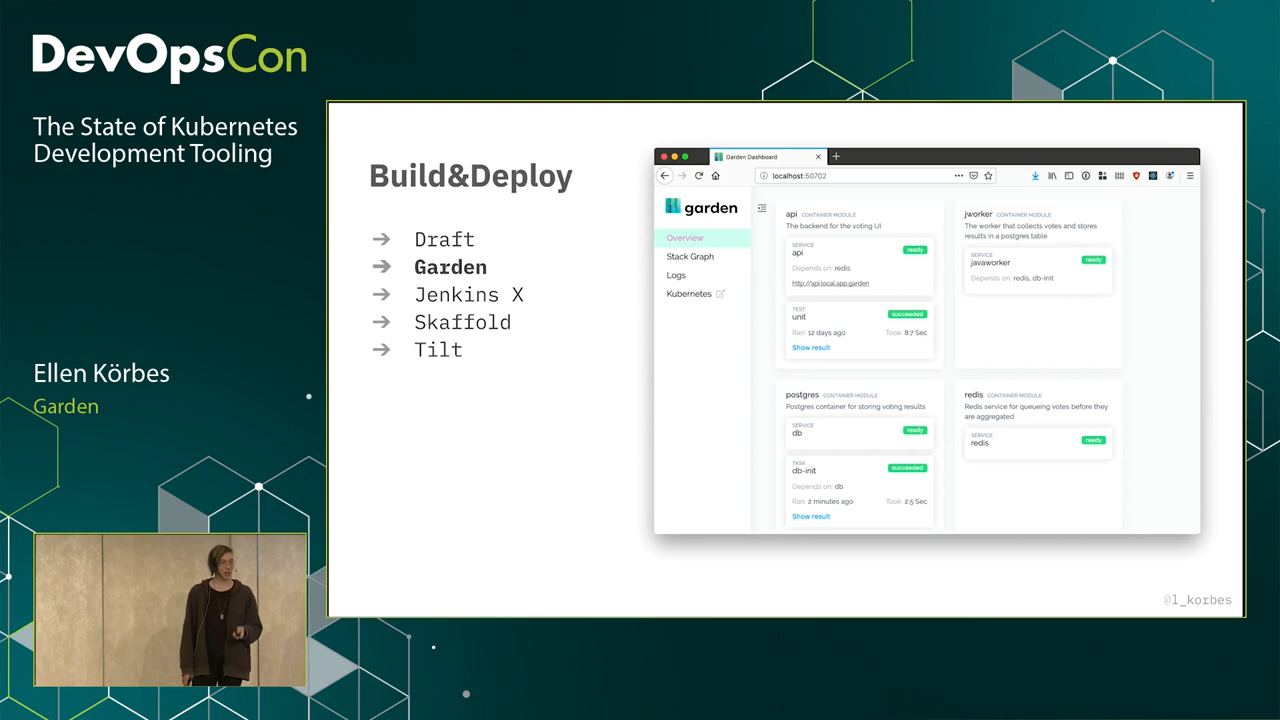 DevOpsCon
The State of Kubernetes
Development Tooling
Ellen Körbes
Garden
Build&Deploy
➔ Draft
➔ Garden
➔ Jenkins X
➔ Skaffold
➔ Tilt
Garden Dashboard
localhost:50702
garden
Overview
Stack Graph
Logs
Kubernetes
api CONTAINER MODULE
The backend for the voting UI
SERVICE
api
ready
Depends on: redis
http://api.local.app.garden
TEST
unit
succeeded
Ran: 12 days ago Took: 8.7 Sec
Show result
jworker CONTAINER MODULE
The worker that collects votes and stores
results in a postgres table
SERVICE
javaworker
ready
Depends on: redis, db-init
postgres CONTAINER MODULE
Postgres container for storing voting results
SERVICE
db
ready
TASK
db-init
succeeded
Depends on: db
Ran: 2 minutes ago Took: 2.5 Sec
Show result
redis CONTAINER MODULE
Redis service for queueing votes before they
are aggregated
SERVICE
redis
ready
@l_korbes